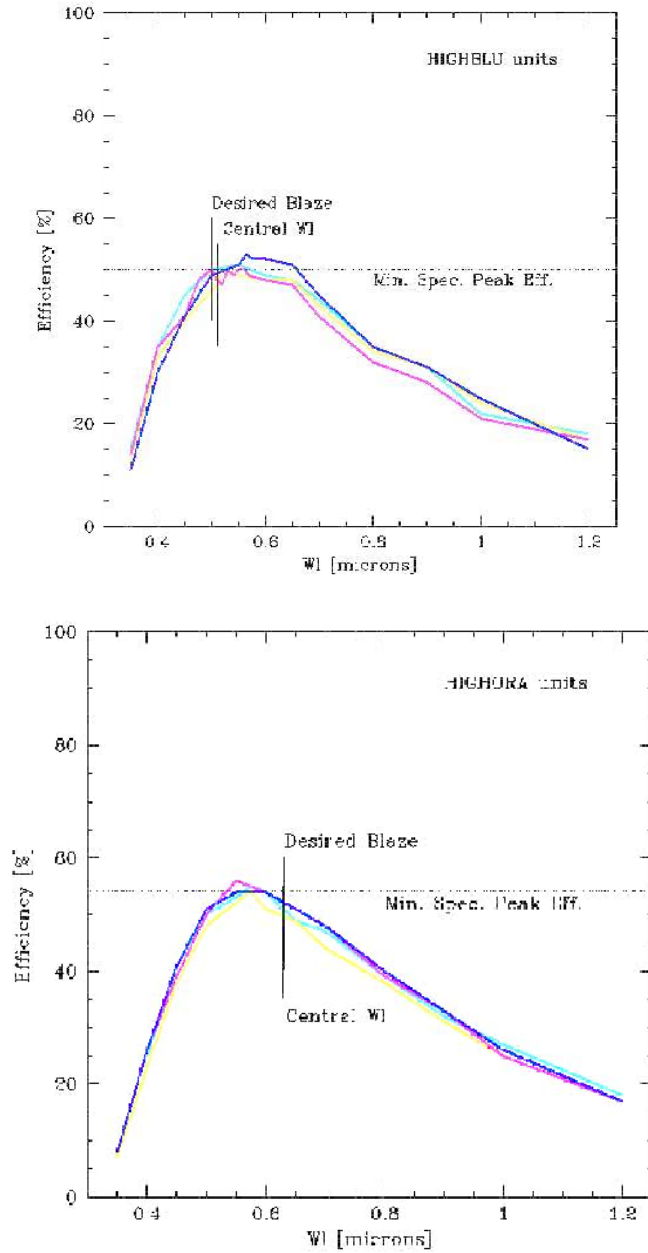 100
HIGHBLU units
80
Desired Blaze
60
Central Wl
Min. Spec. Peak Eff.
40
20
0
Efficiency [%]
0.4 0.6 0.8 1 1.2
Wl [microns]
100
HIGHORA units
80
Desired Blaze
60
Min. Spec. Peak Eff.
40
Central Wl
20
0
Efficiency [%]
0.4 0.6 0.8 1 1.2
Wl [microns]